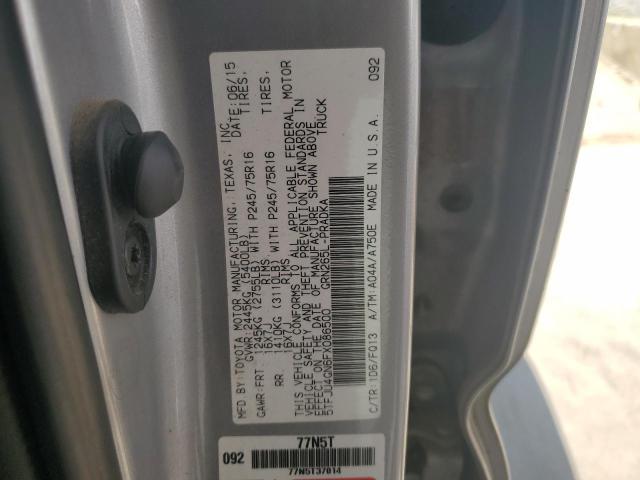 MFD BY: TOYOTA MOTOR MANUFACTURING, TEXAS, INC. DATE: 06/15
GVWR: 2445KG (5400LB)
GAWR: FRT. 1245KG (2755LB) WITH P245/75R16 TIRES,
16X7J RIMS
RR. 1410KG (3110LB) WITH P245/75R16 TIRES,
16X7J RIMS
THIS VEHICLE CONFORMS TO ALL APPLICABLE FEDERAL MOTOR
VEHICLE SAFETY AND THEFT PREVENTION STANDARDS IN
EFFECT ON THE DATE OF MANUFACTURE SHOWN ABOVE.
5TFJU4GN6FX086500 TRUCK
GRN265L-PRADKA
C/TR:1D6/FQ13 A/TM:A04A/A750E MADE IN U.S.A. 092
77N5T
092
77N5T37014